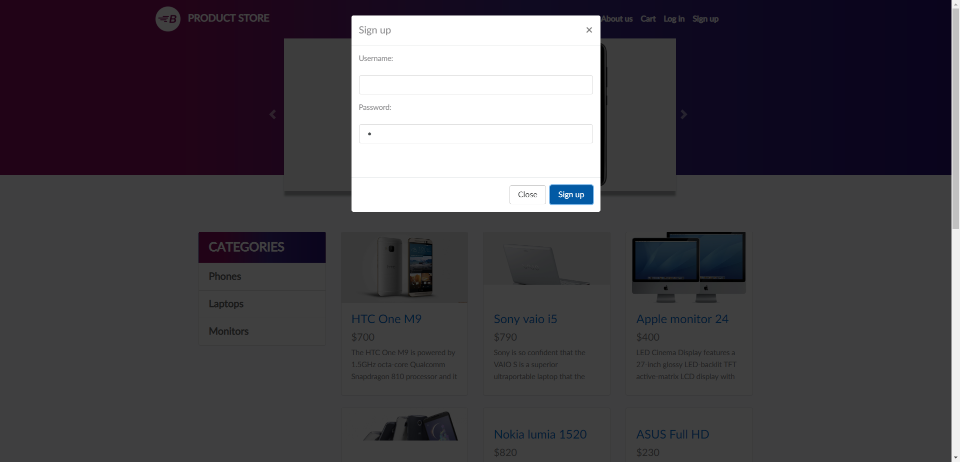 PRODUCT STORE
About us Cart Log in Sign up
Sign up ×
Username:
Password:
•
Close Sign up
CATEGORIES
Phones
Laptops
Monitors
HTC One M9
$700
The HTC One M9 is powered by
1.5GHz octa-core Qualcomm
Snapdragon 810 processor and it
Sony vaio i5
$790
Sony is so confident that the
VAIO S is a superior
ultraportable laptop that the
Apple monitor 24
$400
LED Cinema Display features a
27-inch glossy LED-backlit TFT
active-matrix LCD display with
Nokia lumia 1520
$820
ASUS Full HD
$230